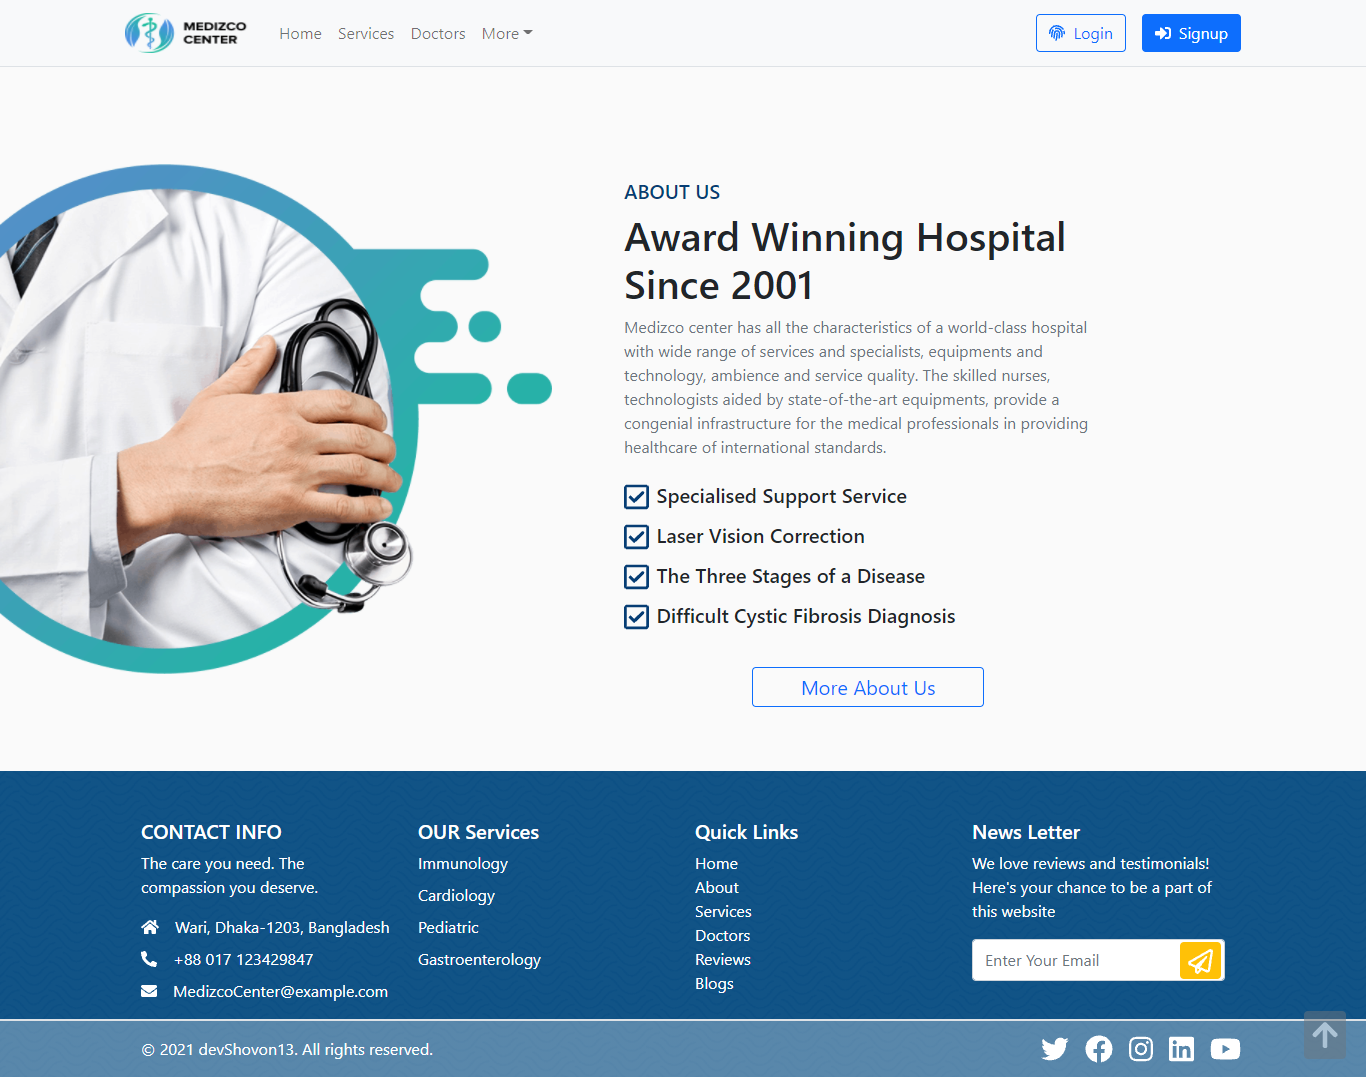 MEDIZCO
CENTER
Home
Services
Doctors
More
Login
Signup
ABOUT US
Award Winning Hospital
Since 2001
Medizco center has all the characteristics of a world-class hospital
with wide range of services and specialists, equipments and
technology, ambience and service quality. The skilled nurses,
technologists aided by state-of-the-art equipments, provide a
congenial infrastructure for the medical professionals in providing
healthcare of international standards.
Specialised Support Service
Laser Vision Correction
The Three Stages of a Disease
Difficult Cystic Fibrosis Diagnosis
More About Us
CONTACT INFO
The care you need. The
compassion you deserve.
Wari, Dhaka-1203, Bangladesh
+88 017 123429847
MedizcoCenter@example.com
OUR Services
Immunology
Cardiology
Pediatric
Gastroenterology
Quick Links
Home
About
Services
Doctors
Reviews
Blogs
News Letter
We love reviews and testimonials!
Here's your chance to be a part of
this website
Enter Your Email
© 2021 devShovon13. All rights reserved.